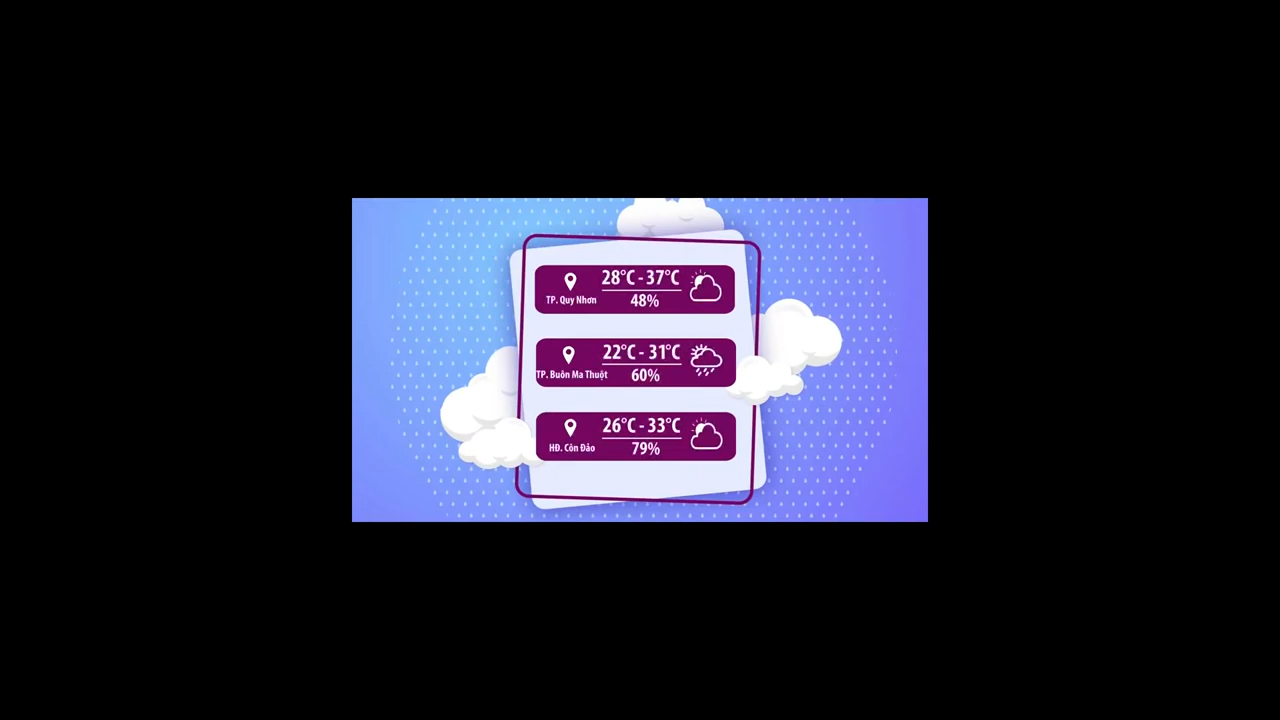 28°C - 37°C
TP. Quy Nhơn
48%
22°C - 31°C
TP. Buôn Ma Thuột
60%
26°C - 33°C
HĐ. Côn Đảo
79%